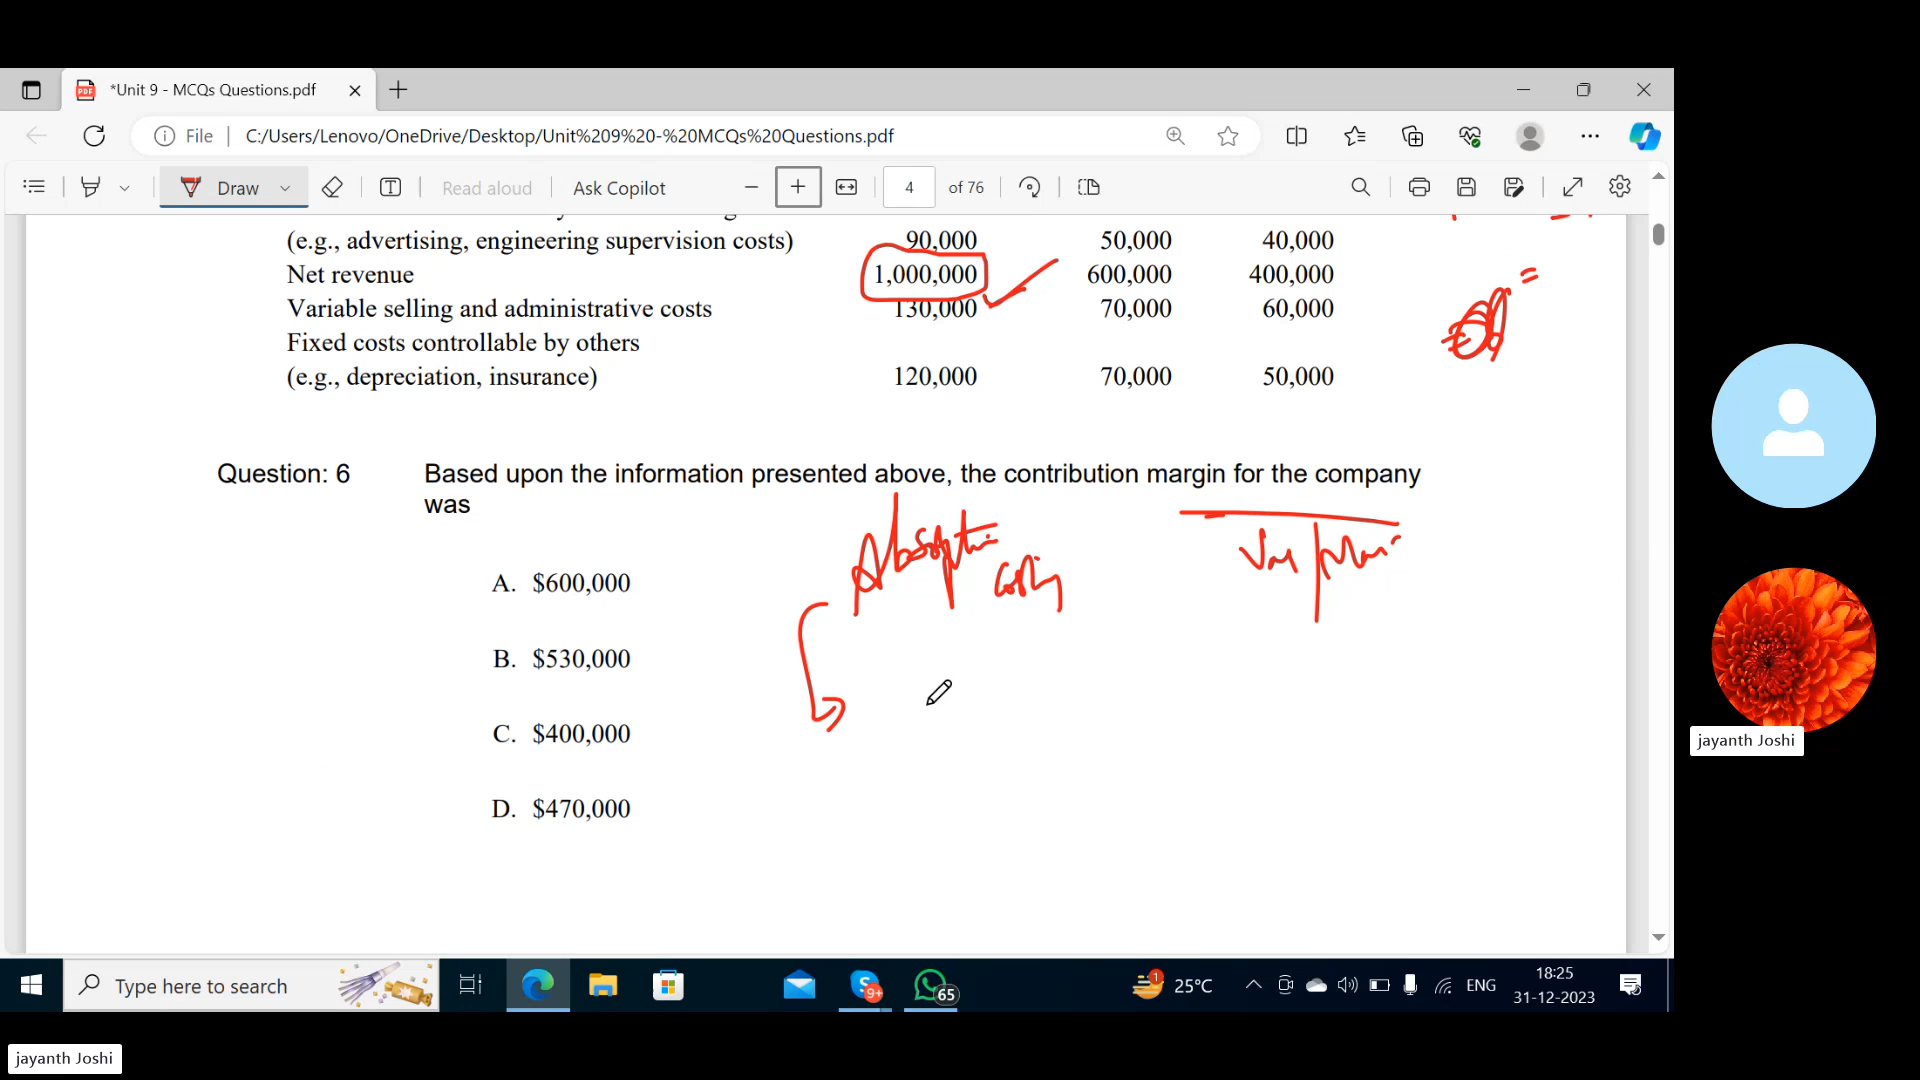 *Unit 9 - MCQs Questions.pdf
File | C:/Users/Lenovo/OneDrive/Desktop/Unit%209%20-%20MCQs%20Questions.pdf
Draw Read aloud Ask Copilot 4 of 76
(e.g., advertising, engineering supervision costs) 90,000 50,000 40,000
Net revenue 1,000,000 600,000 400,000
Variable selling and administrative costs 130,000 70,000 60,000
Fixed costs controllable by others
(e.g., depreciation, insurance) 120,000 70,000 50,000
Question: 6 Based upon the information presented above, the contribution margin for the company
was
A. $600,000
B. $530,000
C. $400,000
D. $470,000
jayanth Joshi
Type here to search
9+
65
1
25°C
ENG
18:25
31-12-2023
jayanth Joshi